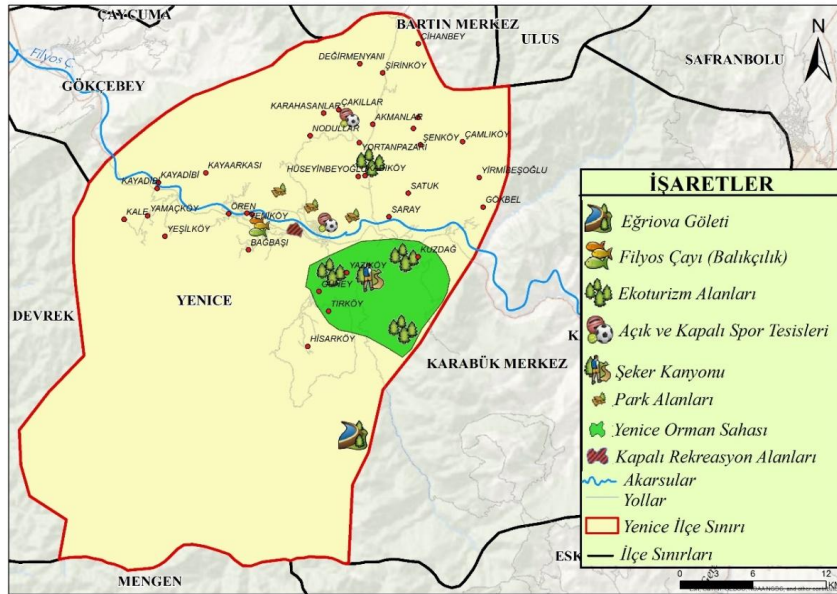 ÇAYCUMA
BARTIN MERKEZ
CİHANBEY
ULUS
N
Filyos Ç.
DEĞİRMENYANI
ŞİRİNKÖY
SAFRANBOLU
GÖKÇEBEY
KARAHASANLAR
ÇAKILLAR
AKMANLAR
NODULLAR
ŞENKÖY
ÇAMLIKÖY
YORTANPAZARI
KAYAARKASI
KAYADİBİ
KAYADİBİ
HÜSEYİNBEYOĞLU
YİRMİBEŞOĞLU
SATUK
KALE
YAMAÇKÖY
ÖREN
YENİKÖY
SARAY
GÖKBEL
YEŞİLKÖY
BAĞBAŞI
KUZDAĞ
YAZIKÖY
GÜNEY
YENICE
TIRKÖY
DEVREK
HİSARKÖY
KARABÜK MERKEZ
K
MENGEN
ESK
İŞARETLER
Eğriova Göleti
Filyos Çayı (Balıkçılık)
Ekoturizm Alanları
Açık ve Kapalı Spor Tesisleri
Şeker Kanyonu
Park Alanları
Yenice Orman Sahası
Kapalı Rekreasyon Alanları
Akarsular
Yollar
Yenice İlçe Sınırı
İlçe Sınırları
0 3 6 12
KM